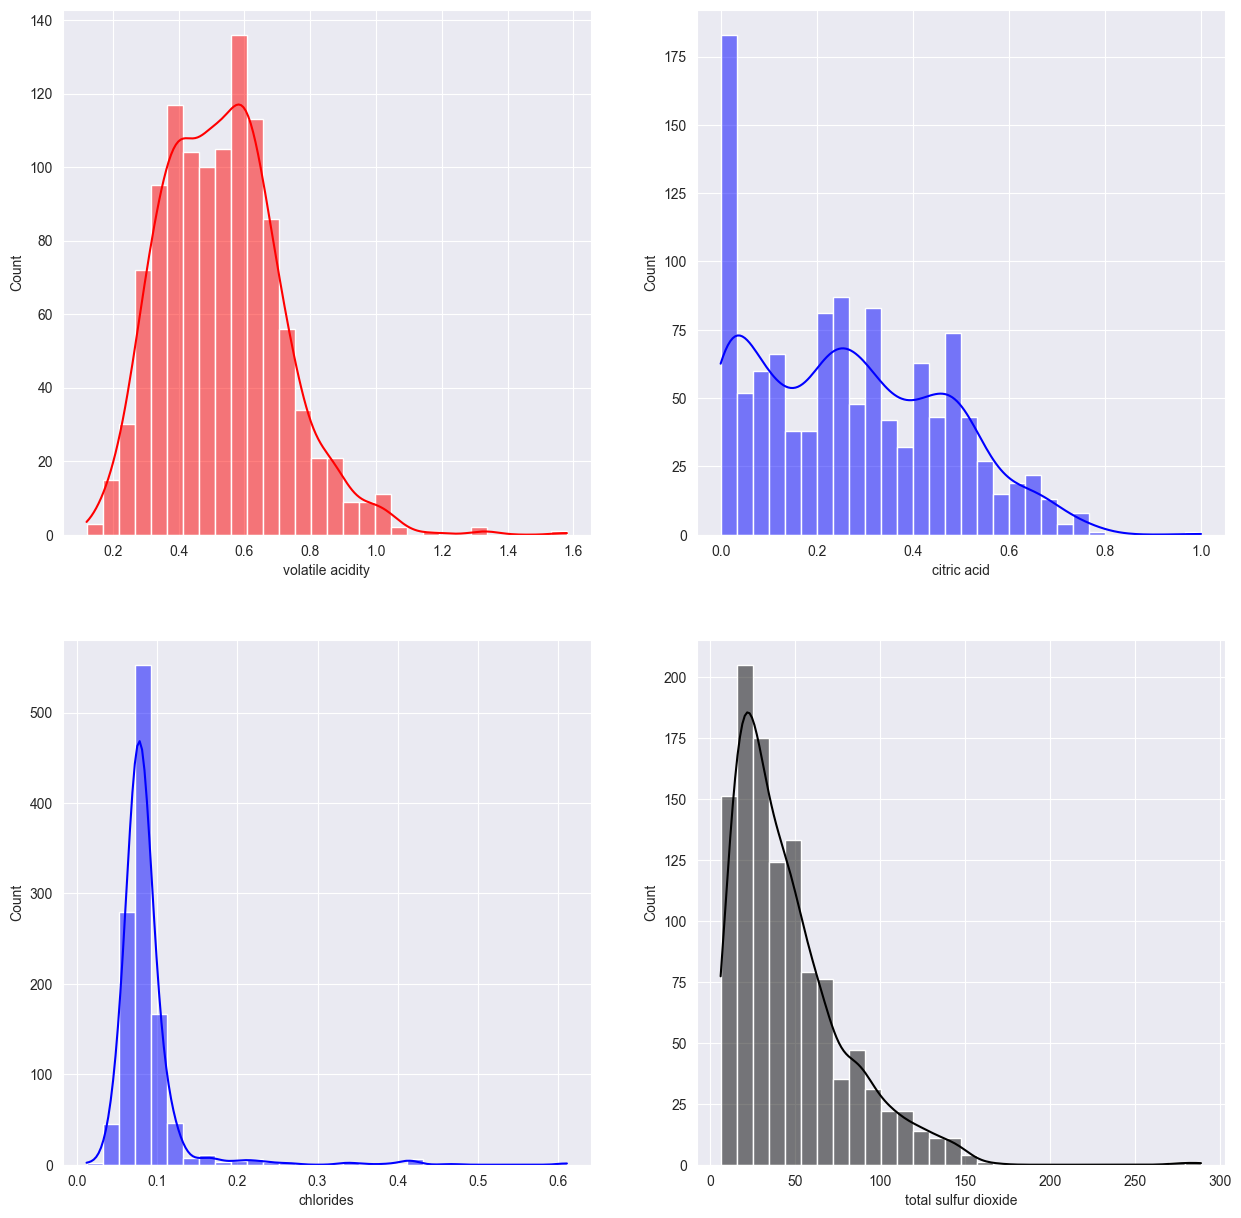 140
120
100
80
60
40
20
0
Count
0.2 0.4 0.6 0.8 1.0 1.2 1.4 1.6
volatile acidity
175
150
125
100
75
50
25
0
Count
0.0 0.2 0.4 0.6 0.8 1.0
citric acid
500
400
300
200
100
0
Count
0.0 0.1 0.2 0.3 0.4 0.5 0.6
chlorides
200
175
150
125
100
75
50
25
0
Count
0 50 100 150 200 250 300
total sulfur dioxide